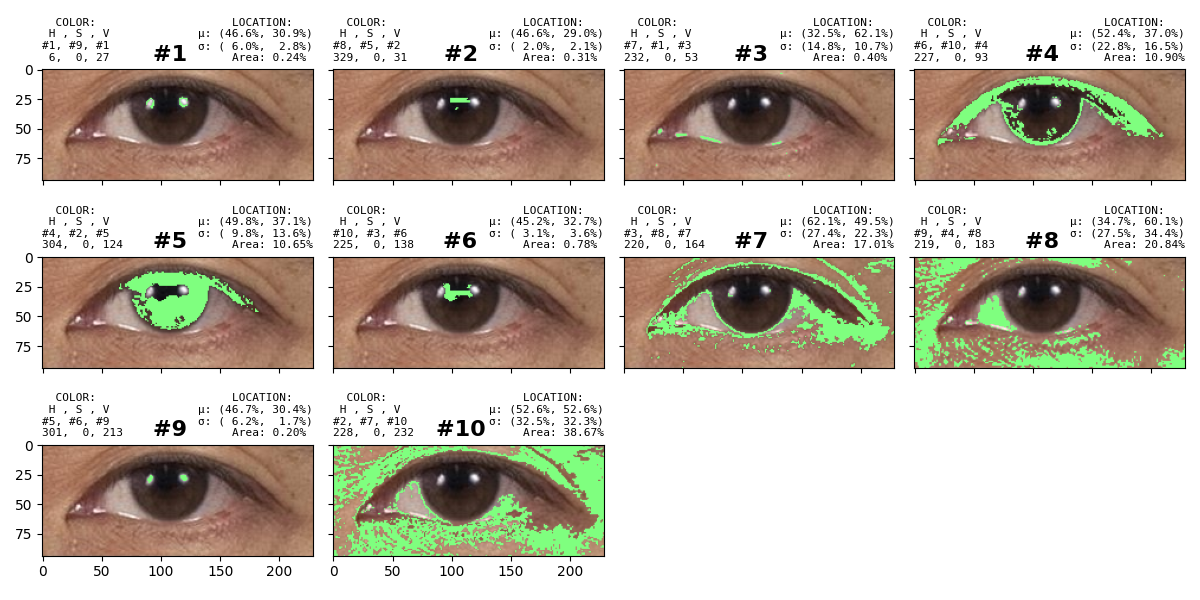 COLOR: LOCATION:
H , S , V μ: (46.6%, 30.9%)
#1, #9, #1 #1 σ: ( 6.0%, 2.8%)
6, 0, 27 Area: 0.24%
COLOR: LOCATION:
H , S , V μ: (46.6%, 29.0%)
#8, #5, #2 #2 σ: ( 2.0%, 2.1%)
329, 0, 31 Area: 0.31%
COLOR: LOCATION:
H , S , V μ: (32.5%, 62.1%)
#7, #1, #3 #3 σ: (14.8%, 10.7%)
232, 0, 53 Area: 0.40%
COLOR: LOCATION:
H , S , V μ: (52.4%, 37.0%)
#6, #10, #4 #4 σ: (22.8%, 16.5%)
227, 0, 93 Area: 10.90%
0
25
50
75
COLOR: LOCATION:
H , S , V μ: (49.8%, 37.1%)
#4, #2, #5 #5 σ: ( 9.8%, 13.6%)
304, 0, 124 Area: 10.65%
COLOR: LOCATION:
H , S , V μ: (45.2%, 32.7%)
#10, #3, #6 #6 σ: ( 3.1%, 3.6%)
225, 0, 138 Area: 0.78%
COLOR: LOCATION:
H , S , V μ: (62.1%, 49.5%)
#3, #8, #7 #7 σ: (27.4%, 22.3%)
220, 0, 164 Area: 17.01%
COLOR: LOCATION:
H , S , V μ: (34.7%, 60.1%)
#9, #4, #8 #8 σ: (27.5%, 34.4%)
219, 0, 183 Area: 20.84%
0
25
50
75
COLOR: LOCATION:
H , S , V μ: (46.7%, 30.4%)
#5, #6, #9 #9 σ: ( 6.2%, 1.7%)
301, 0, 213 Area: 0.20%
COLOR: LOCATION:
H , S , V μ: (52.6%, 52.6%)
#2, #7, #10 #10 σ: (32.5%, 32.3%)
228, 0, 232 Area: 38.67%
0
25
50
75
0 50 100 150 200
0 50 100 150 200